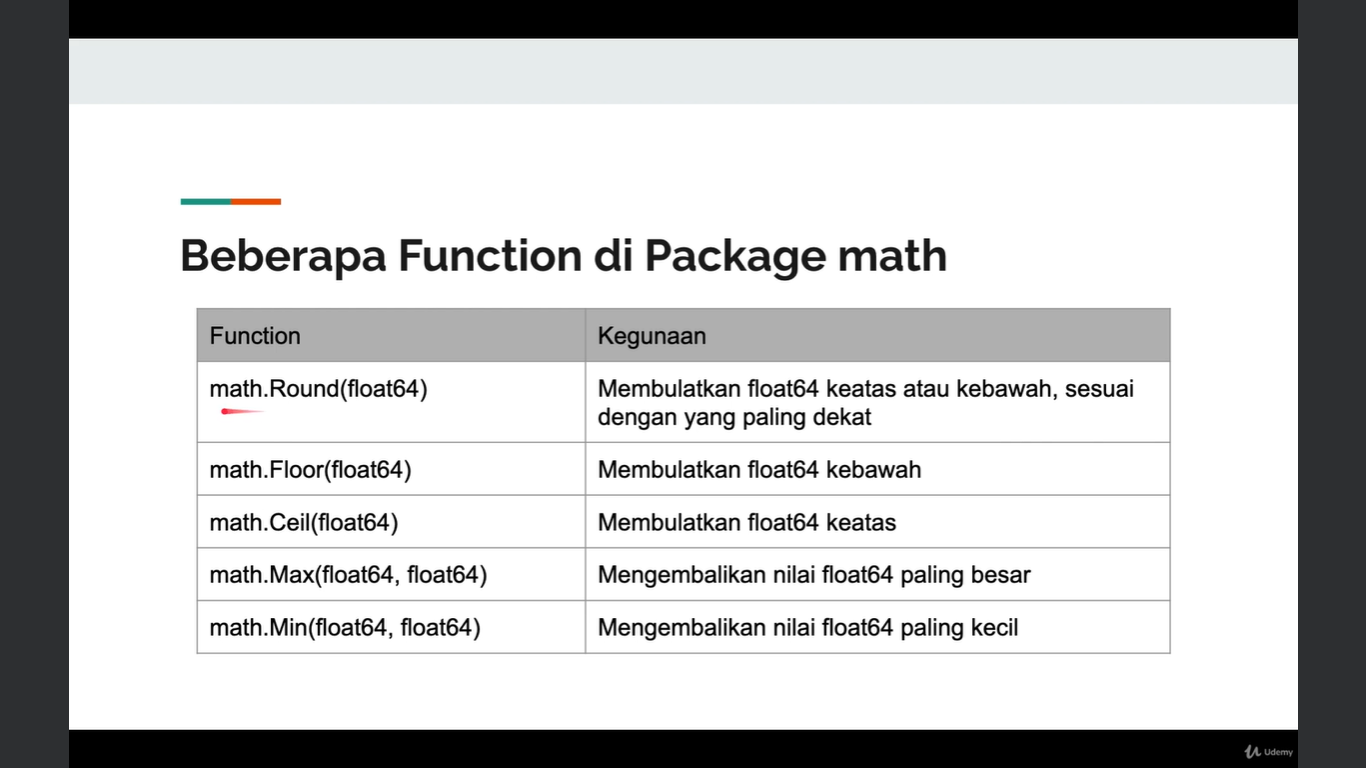 Beberapa Function di Package math
Function
Kegunaan
math.Round(float64)
Membulatkan float64 keatas atau kebawah, sesuai
dengan yang paling dekat
math.Floor(float64)
Membulatkan float64 kebawah
math.Ceil(float64)
Membulatkan float64 keatas
math.Max(float64, float64)
Mengembalikan nilai float64 paling besar
math.Min(float64, float64)
Mengembalikan nilai float64 paling kecil
Udemy